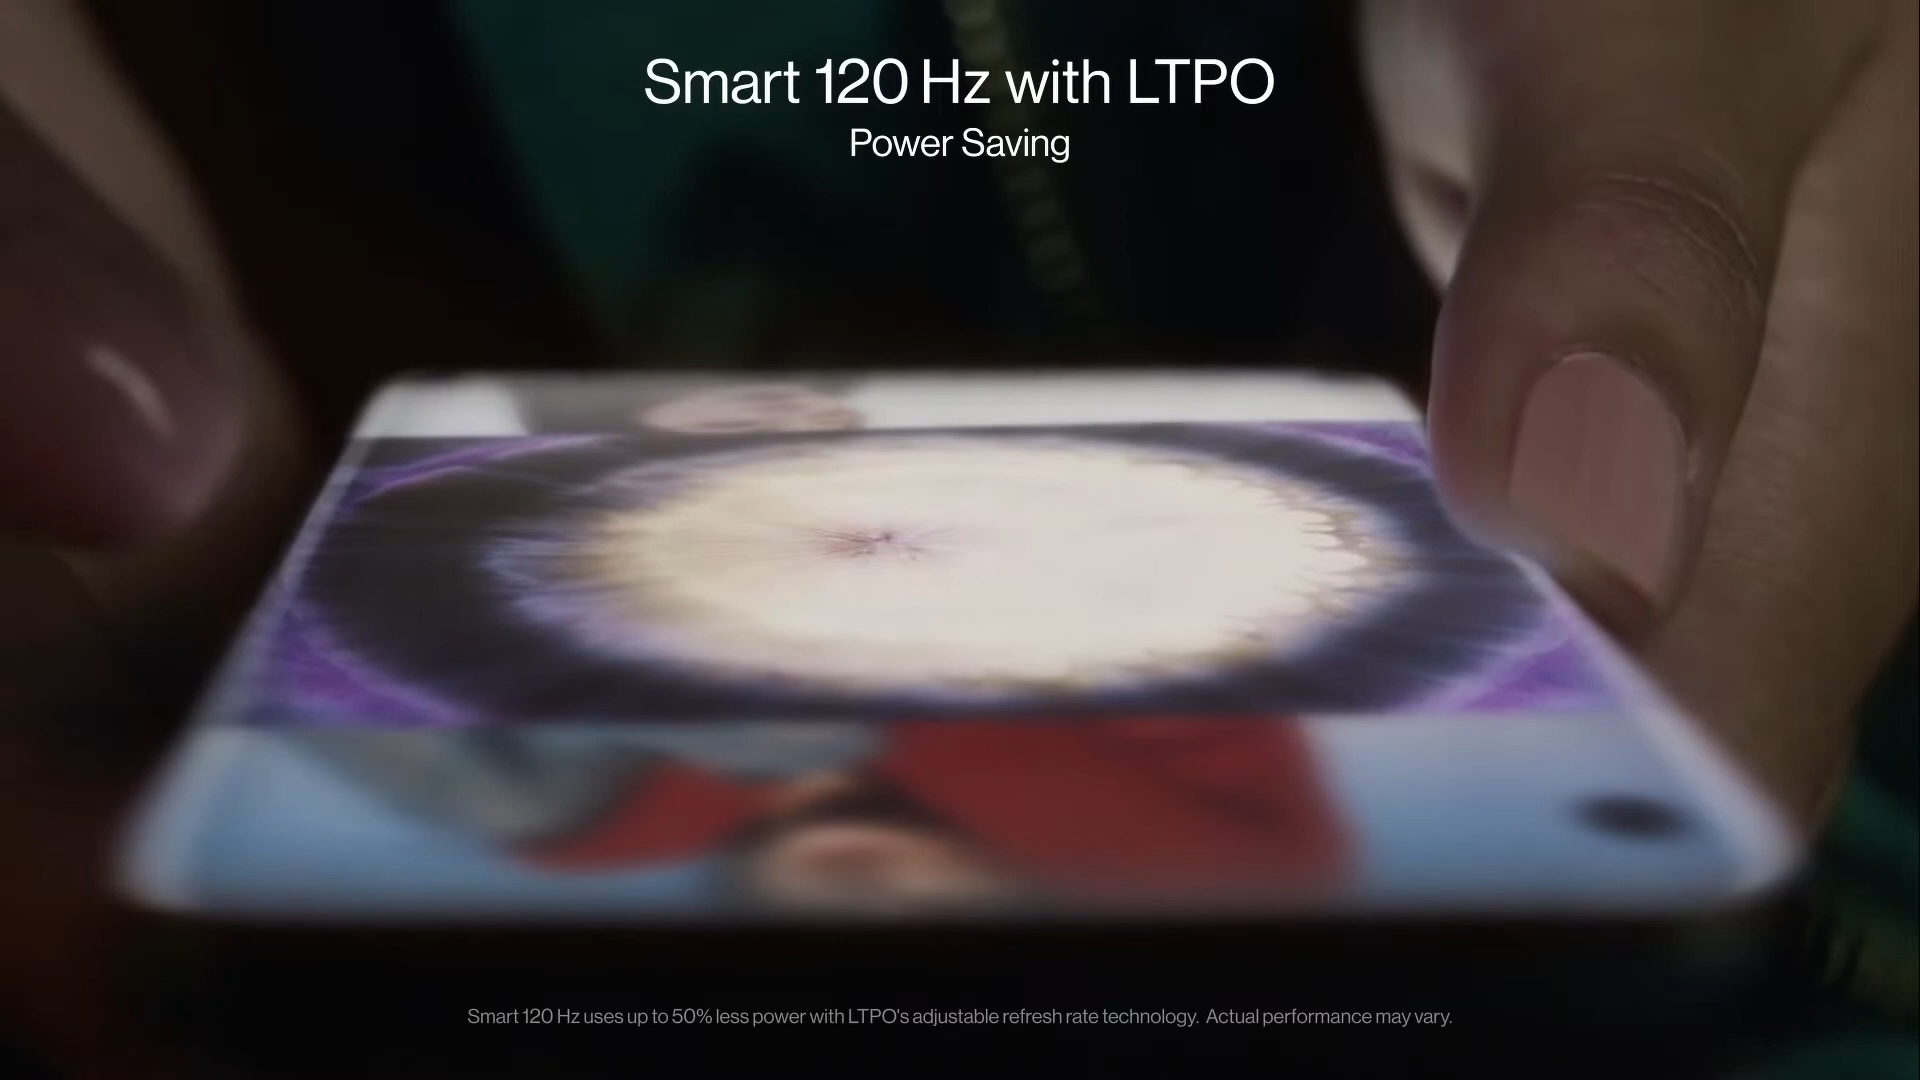 Smart 120 Hz with LTPO
Power Saving
Smart 120 Hz uses up to 50% less power with LTPO's adjustable refresh rate technology. Actual performance may vary.